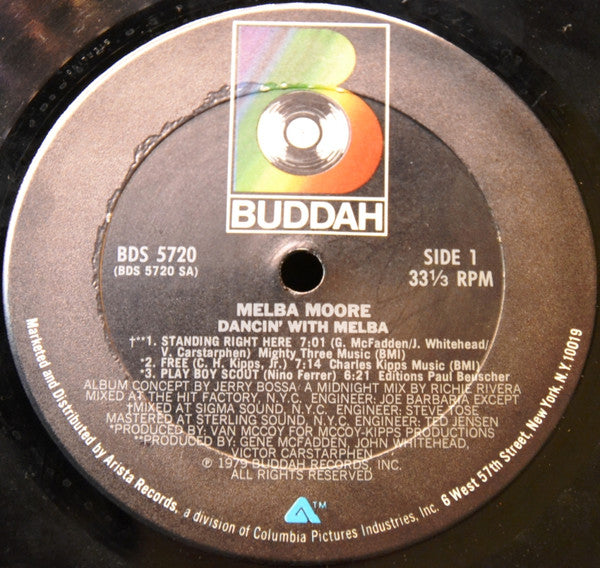 BUDDAH
BDS 5720
(BDS 5720 SA)
SIDE 1
33⅓ RPM
MELBA MOORE
DANCIN' WITH MELBA
†**1. STANDING RIGHT HERE 7:01 (G. McFadden/J. Whitehead/
V. Carstarphen) Mighty Three Music (BMI)
*2. FREE (C. H. Kipps, Jr.) 7:14 Charles Kipps Music (BMI)
*3. PLAY BOY SCOUT (Nino Ferrer) 6:21 Editions Paul Beuscher
ALBUM CONCEPT BY JERRY BOSSA: A MIDNIGHT MIX BY RICHIE RIVERA
MIXED AT THE HIT FACTORY, N.Y.C. ENGINEER: JOE BARBARIA EXCEPT
†MIXED AT SIGMA SOUND, N.Y.C. ENGINEER: STEVE JOSE
MASTERED AT STERLING SOUND, N.Y.C. ENGINEER: TED JENSEN
*PRODUCED BY: VAN MCCOY FOR MCCOY-KIPPS PRODUCTIONS
**PRODUCED BY: GENE MCFADDEN, JOHN WHITEHEAD,
VICTOR CARSTARPHEN
℗ 1979 BUDDAH RECORDS, INC.
ALL RIGHTS RESERVED
A™
Marketed and Distributed by Arista Records, a division of Columbia Pictures Industries, Inc. 6 West 57th Street, New York, N.Y. 10019